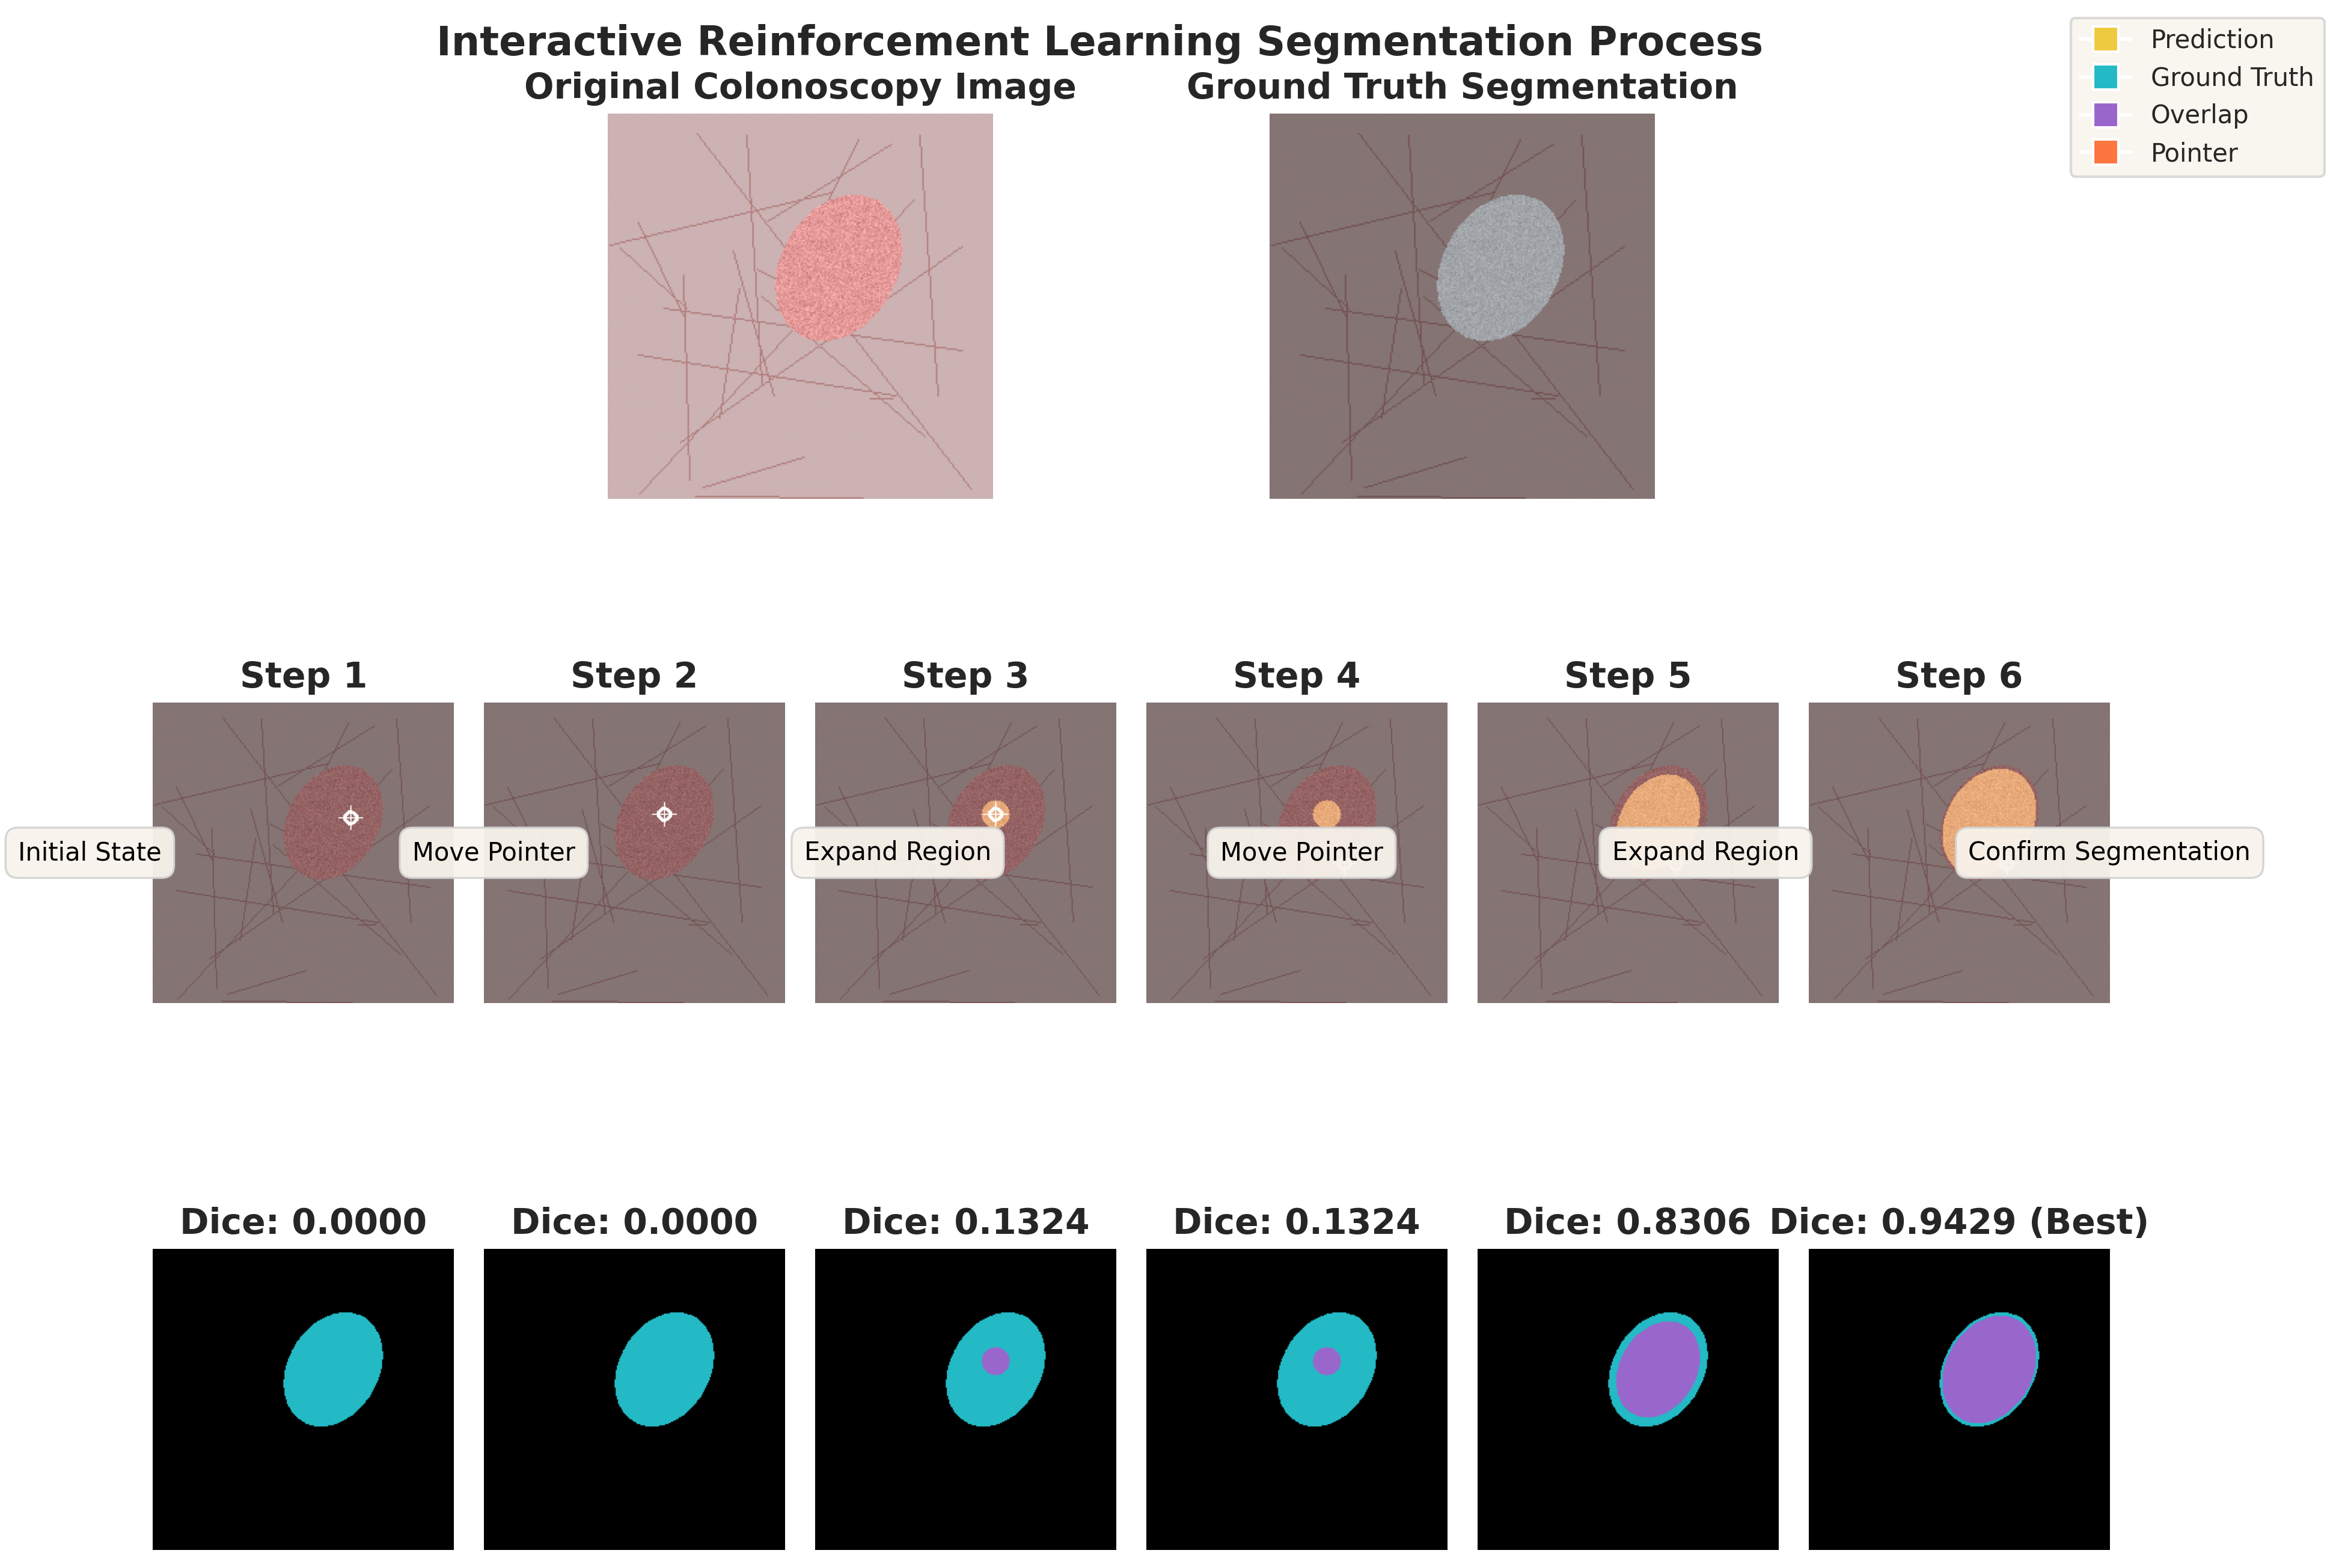 Interactive Reinforcement Learning Segmentation Process
Original Colonoscopy Image
Ground Truth Segmentation
Prediction
Ground Truth
Overlap
Pointer
Step 1
Step 2
Step 3
Step 4
Step 5
Step 6
Initial State
Move Pointer
Expand Region
Move Pointer
Expand Region
Confirm Segmentation
Dice: 0.0000
Dice: 0.0000
Dice: 0.1324
Dice: 0.1324
Dice: 0.8306
Dice: 0.9429 (Best)